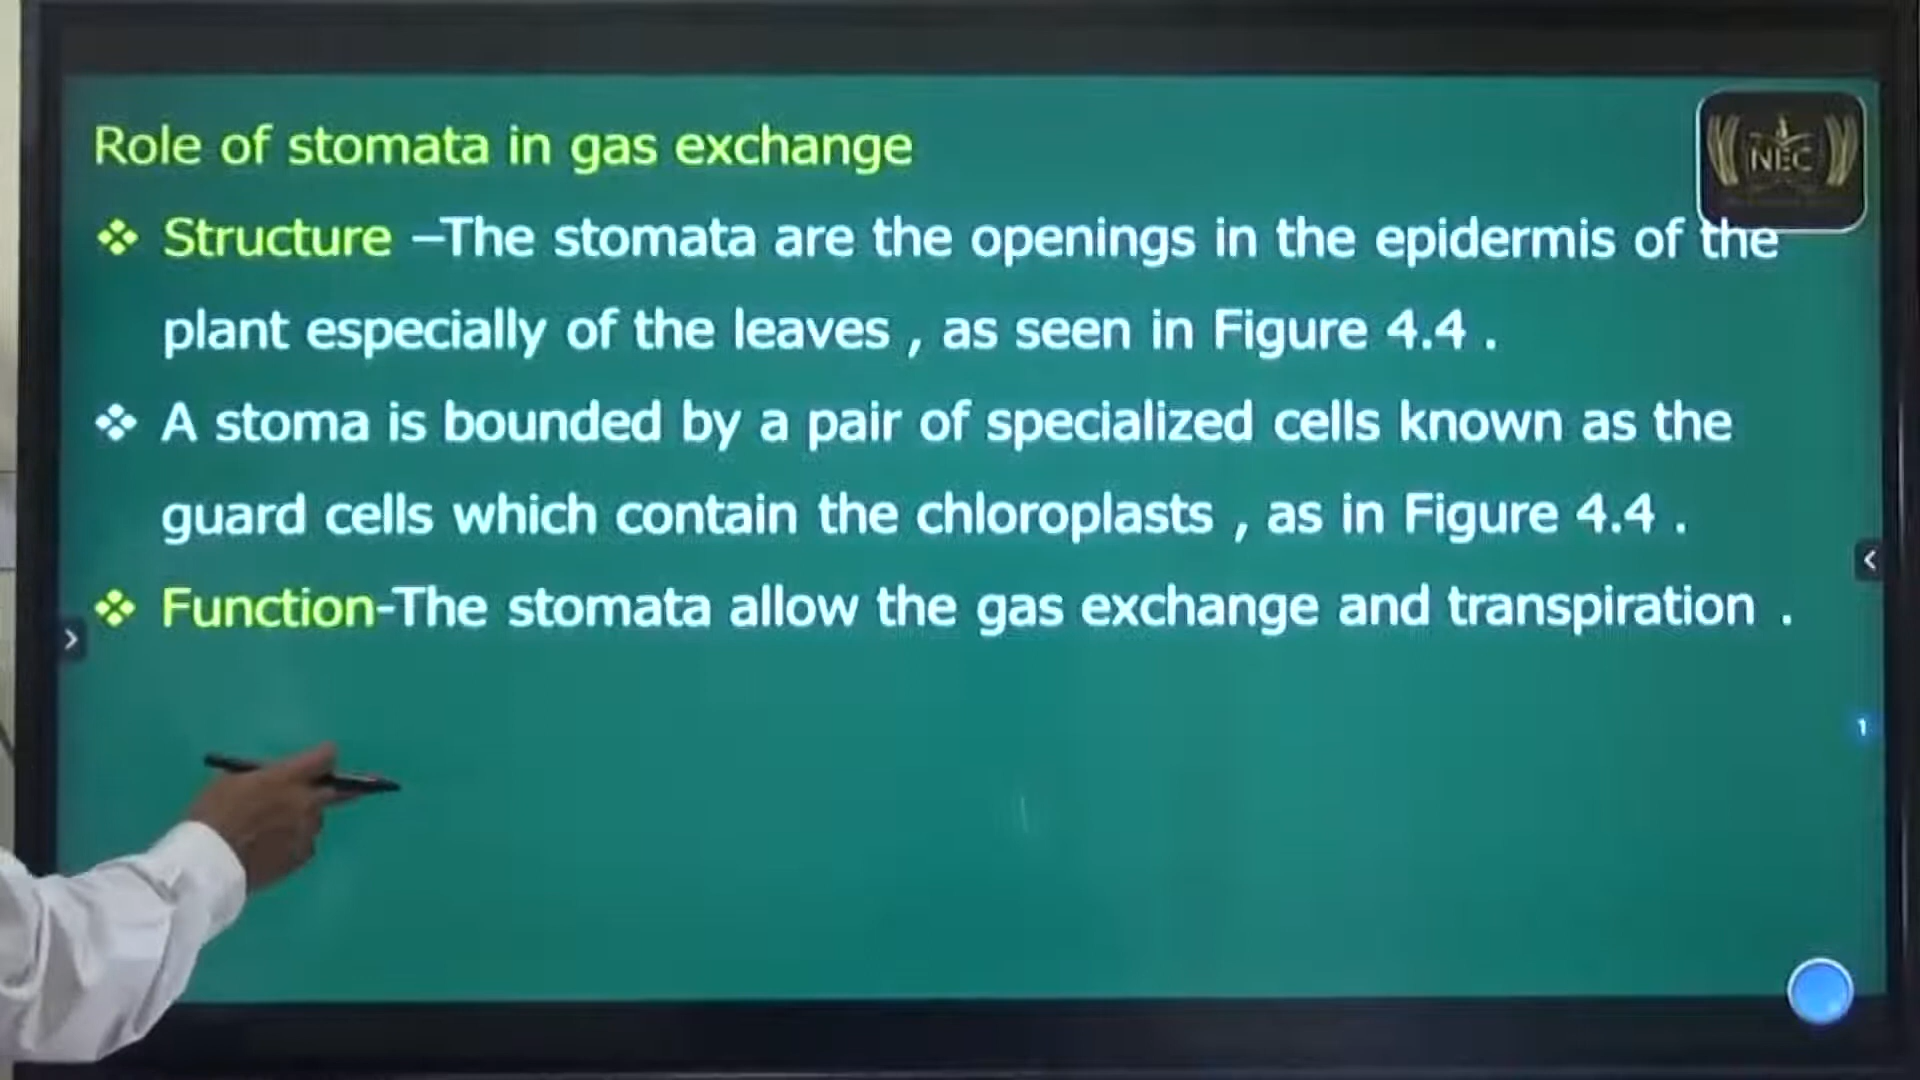 Role of stomata in gas exchange
NEC
❖ Structure –The stomata are the openings in the epidermis of the
plant especially of the leaves , as seen in Figure 4.4 .
❖ A stoma is bounded by a pair of specialized cells known as the
guard cells which contain the chloroplasts , as in Figure 4.4 .
❖ Function-The stomata allow the gas exchange and transpiration .